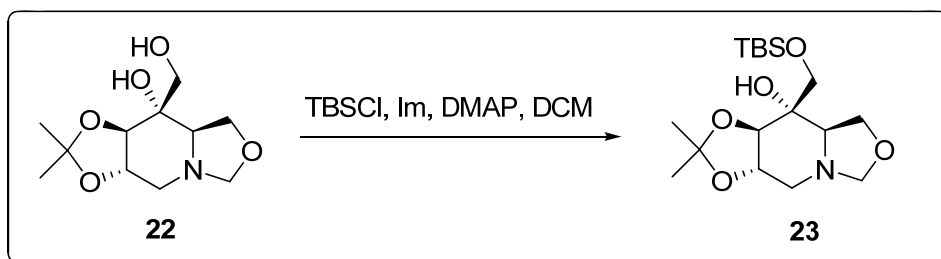 HO
HO
O
O
N
O
22
TBSCl, Im, DMAP, DCM
TBSO
HO
O
O
N
O
23